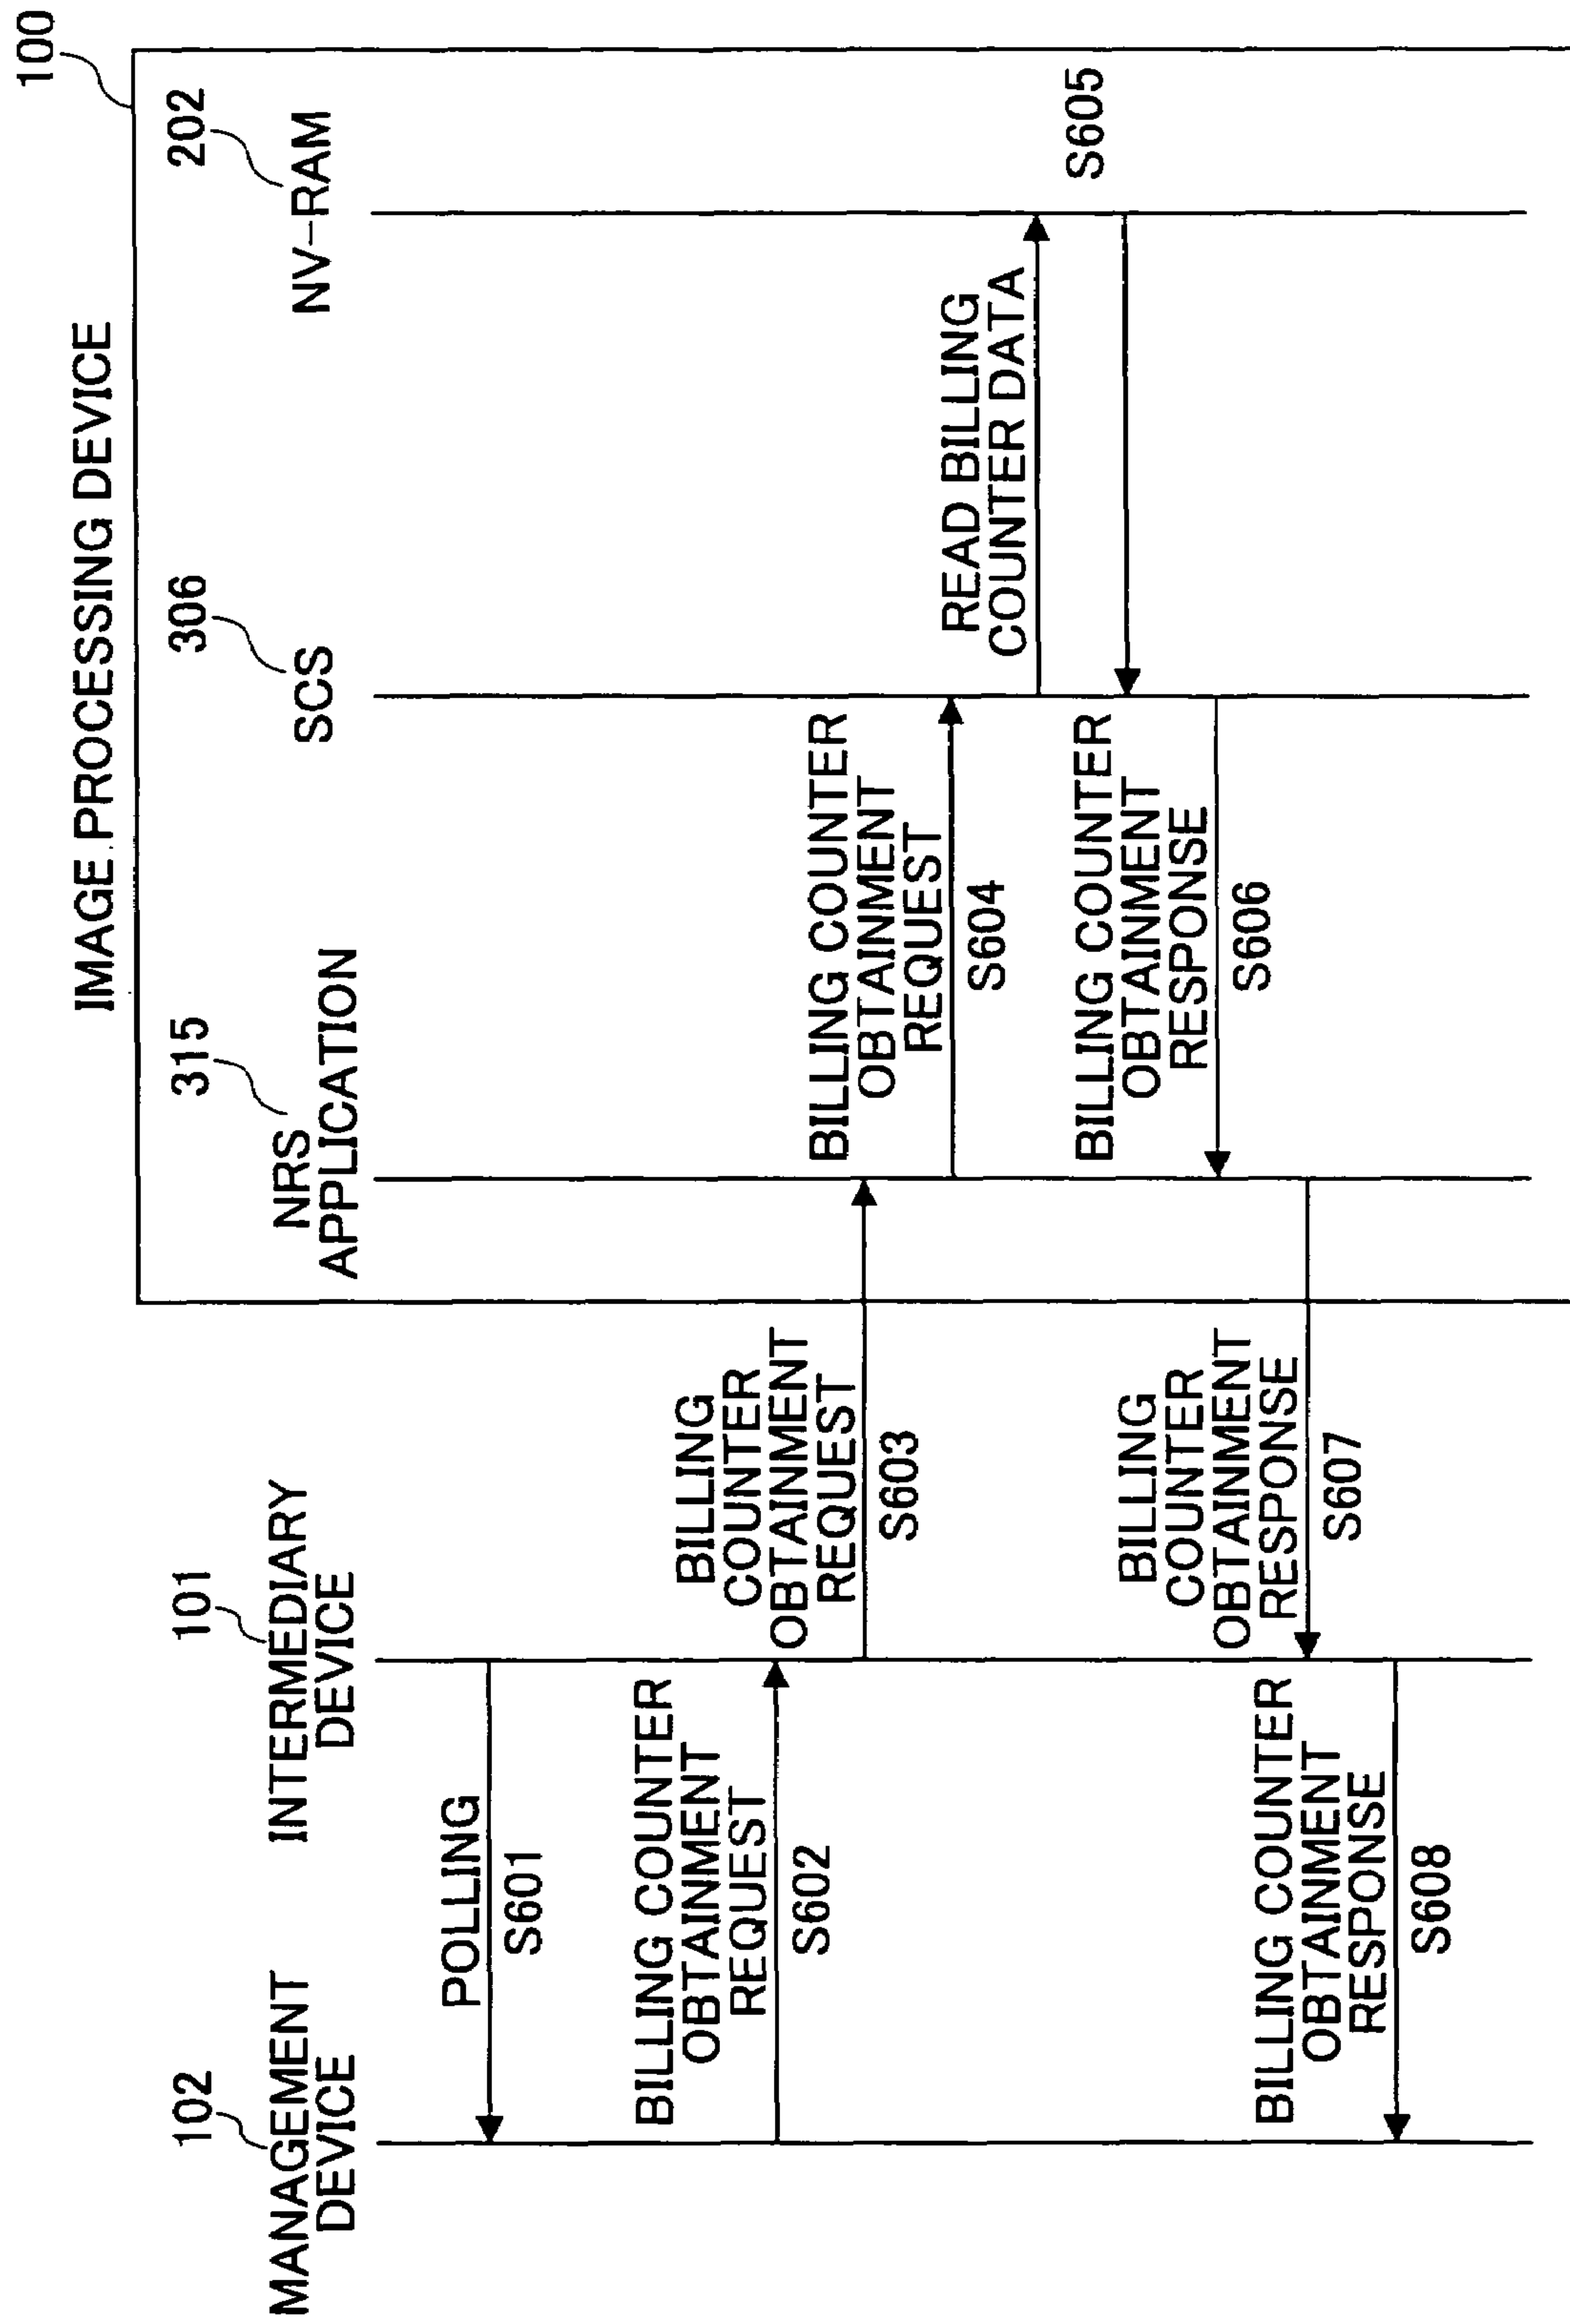 IMAGE PROCESSING DEVICE
100
102
MANAGEMENT
DEVICE
101
INTERMEDIARY
DEVICE
315
NRS
APPLICATION
306
SCS
202
NV-RAM
POLLING
S601
BILLING COUNTER
OBTAINMENT
REQUEST
S602
BILLING
COUNTER
OBTAINMENT
REQUEST
S603
BILLING COUNTER
OBTAINMENT
REQUEST
S604
READ BILLING
COUNTER DATA
S605
BILLING COUNTER
OBTAINMENT
RESPONSE
S606
BILLING
COUNTER
OBTAINMENT
RESPONSE
S607
BILLING COUNTER
OBTAINMENT
RESPONSE
S608